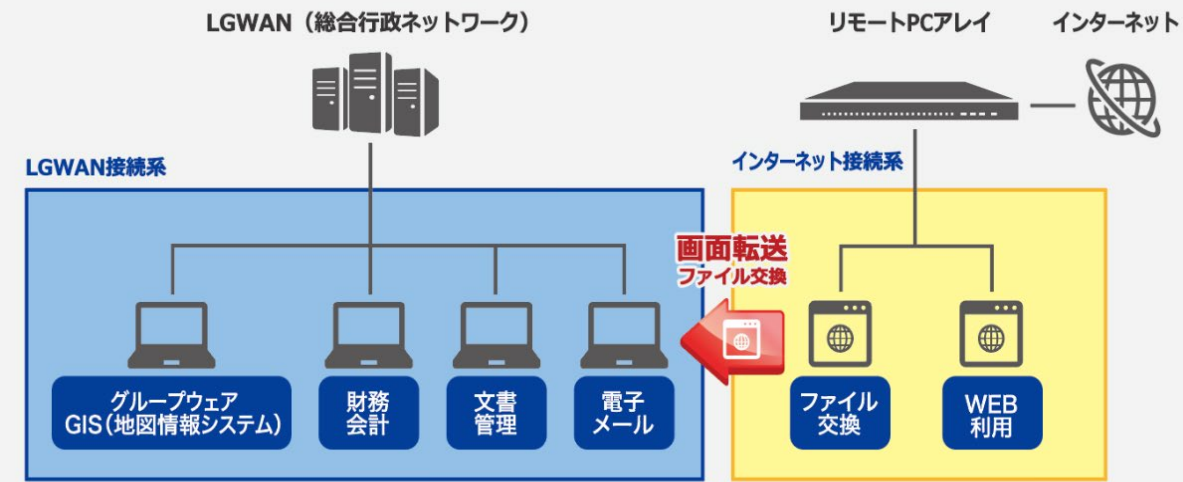 LGWAN（総合行政ネットワーク）
リモートPCアレイ
インターネット
LGWAN接続系
インターネット接続系
画面転送
ファイル交換
グループウェア
GIS（地図情報システム）
財務
会計
文書
管理
電子
メール
ファイル
交換
WEB
利用